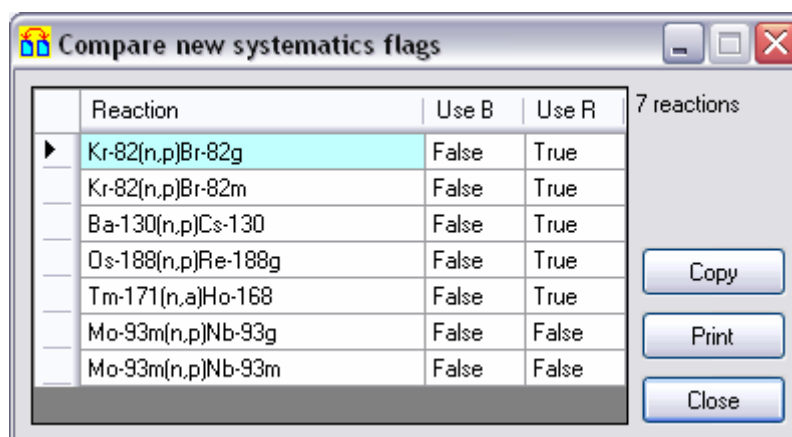 Compare new systematics flags
Reaction Use B Use R
7 reactions
Kr-82(n,p)Br-82g False True
Kr-82(n,p)Br-82m False True
Ba-130(n,p)Cs-130 False True
Os-188(n,p)Re-188g False True
Tm-171(n,a)Ho-168 False True
Mo-93m(n,p)Nb-93g False False
Mo-93m(n,p)Nb-93m False False
Copy
Print
Close